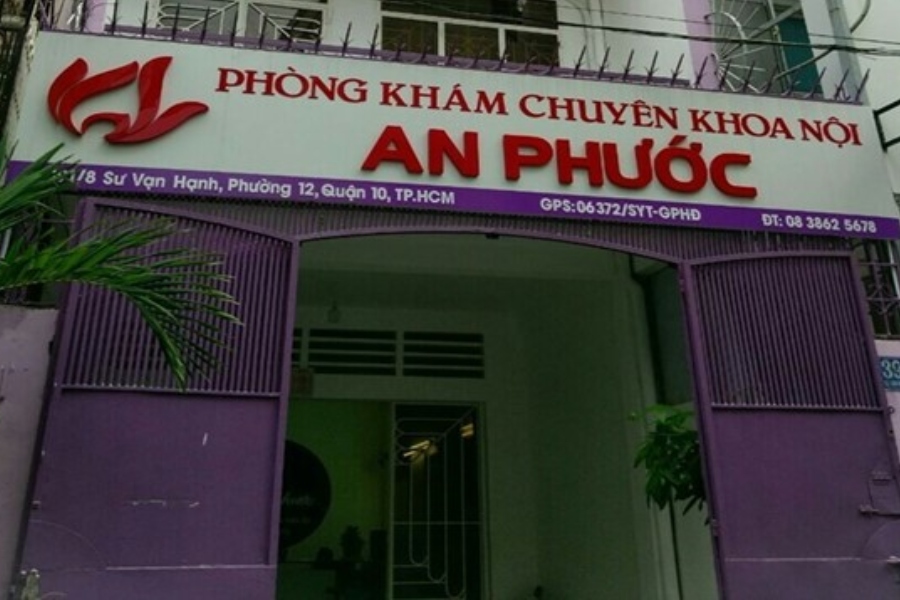 PHÒNG KHÁM CHUYÊN KHOA NỘI
AN PHƯỚC
Sư Vạn Hạnh, Phường 12, Quận 10, TP.HCM
GPS:06372/SYT-GPHĐ
ĐT: 08 3862 5678